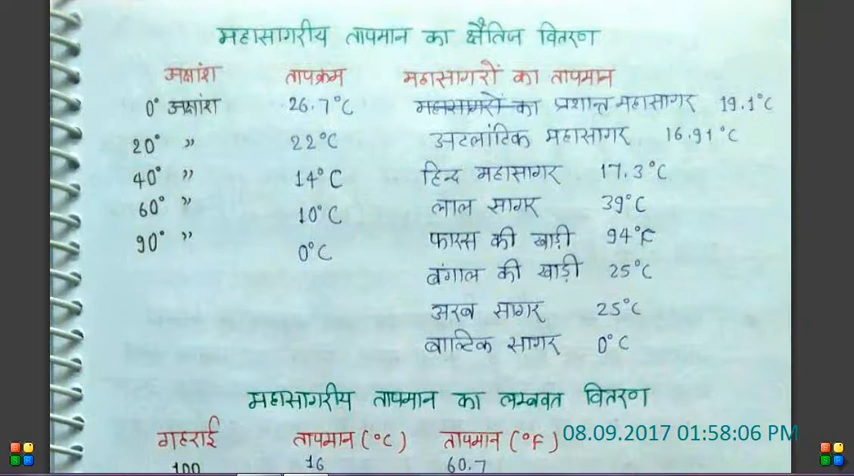 महासागरीय तापमान का क्षैतिज वितरण
अक्षांश तापक्रम महासागरों का तापमान
0° अक्षांश 26.7°C महासागरों का प्रशान्त महासागर 19.1°C
20° " 22°C अटलांटिक महासागर 16.91°C
40° " 14°C हिन्द महासागर 17.3°C
60° " 10°C लाल सागर 39°C
90° " 0°C फारस की खाड़ी 94°F
बंगाल की खाड़ी 25°C
अरब सागर 25°C
बाल्टिक सागर 0°C
महासागरीय तापमान का लम्बवत वितरण
गहराई तापमान (°C) तापमान (°F)
100 16 60.7
08.09.2017 01:58:06 PM